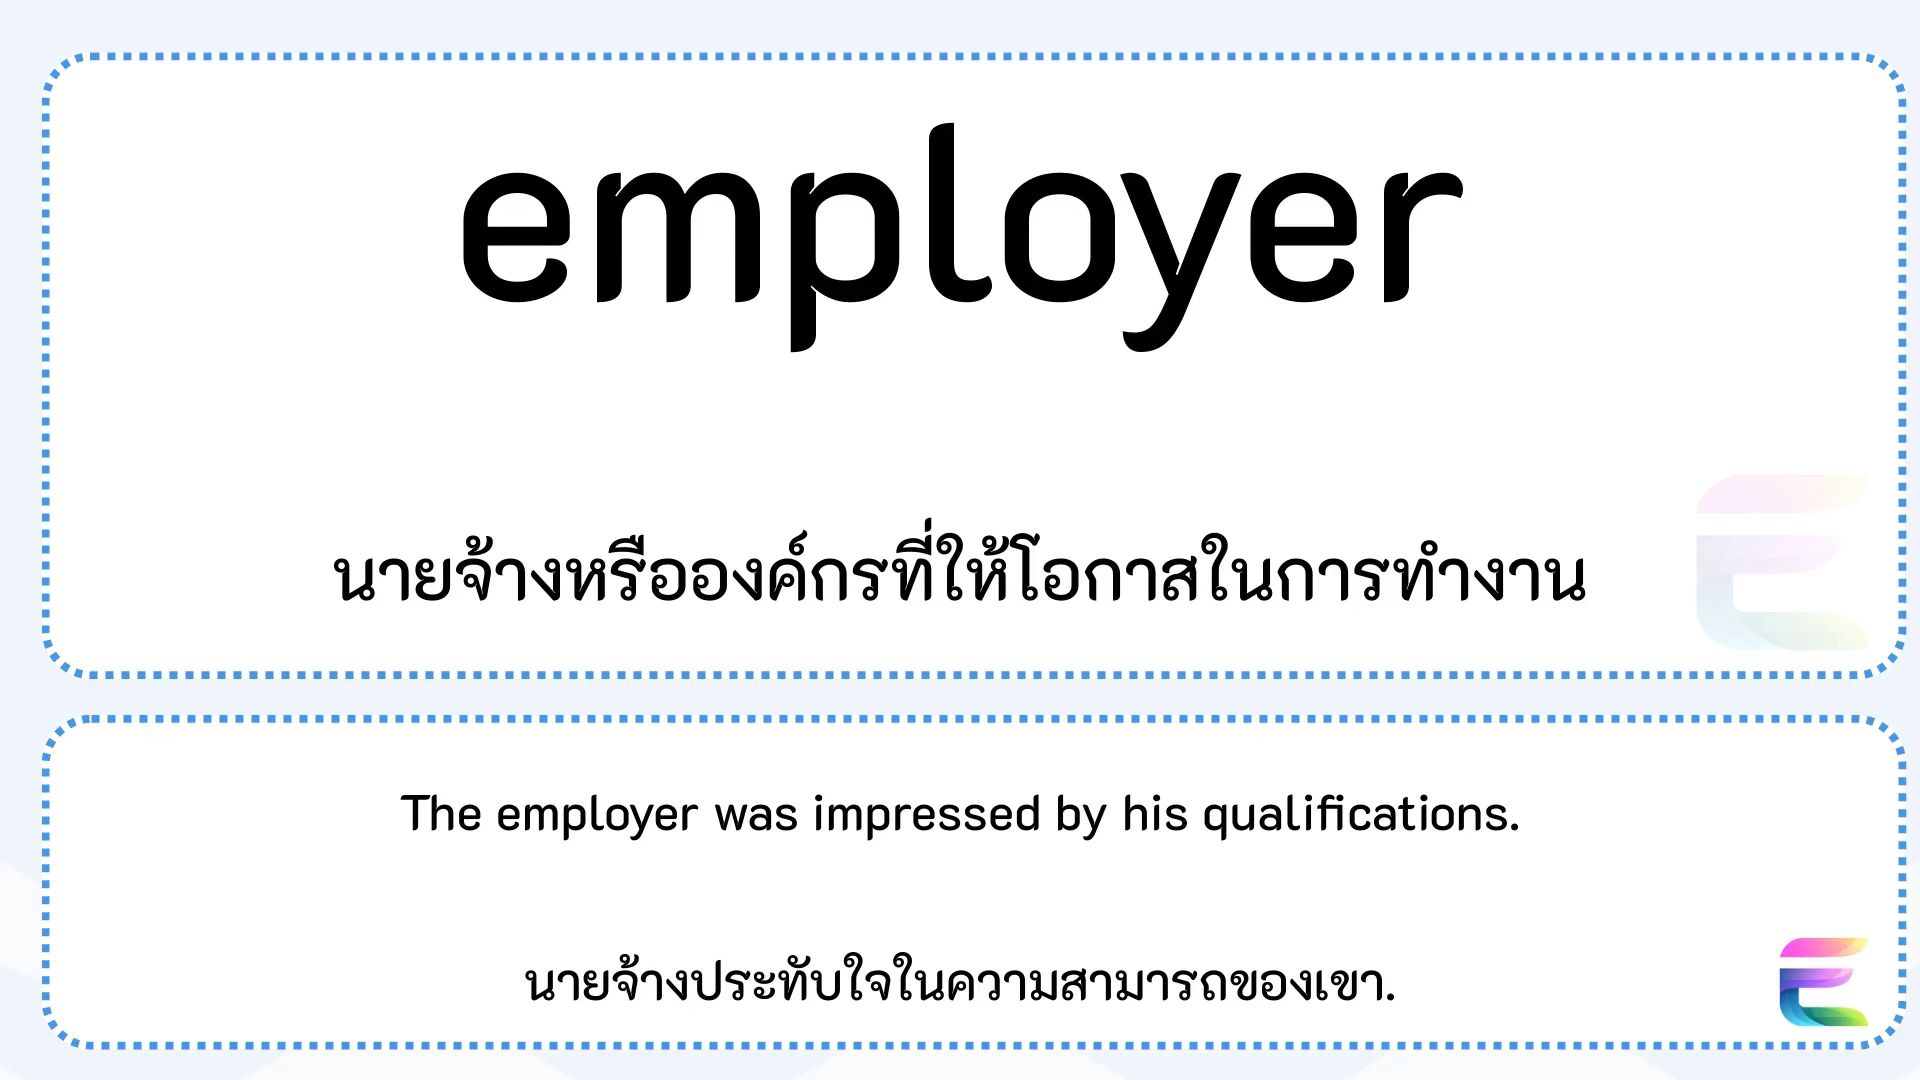 employer
นายจ้างหรือองค์กรที่ให้โอกาสในการทำงาน
The employer was impressed by his qualifications.
นายจ้างประทับใจในความสามารถของเขา.